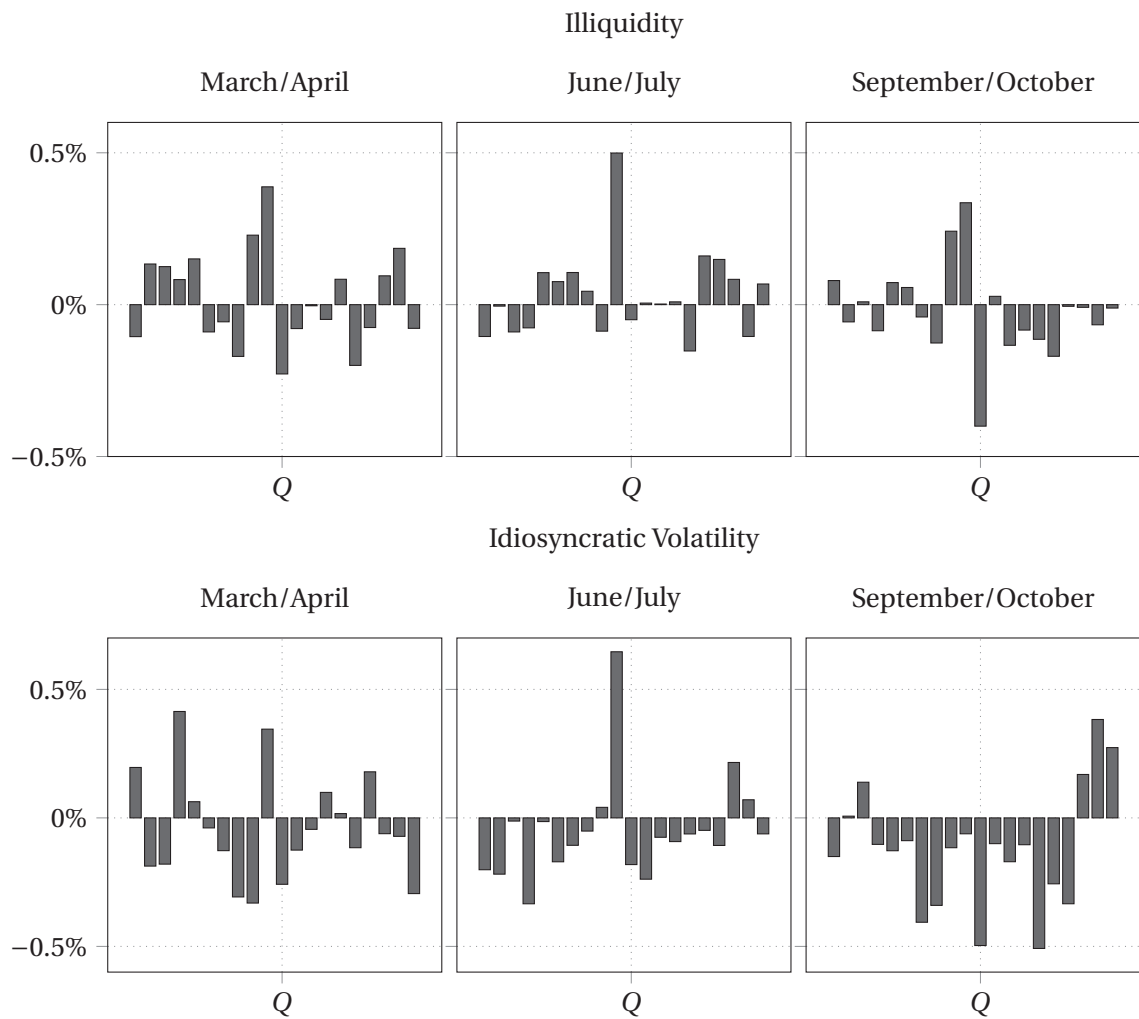 Illiquidity
March/April June/July September/October
0.5%
0%
−0.5%
Q Q Q
Idiosyncratic Volatility
March/April June/July September/October
0.5%
0%
−0.5%
Q Q Q